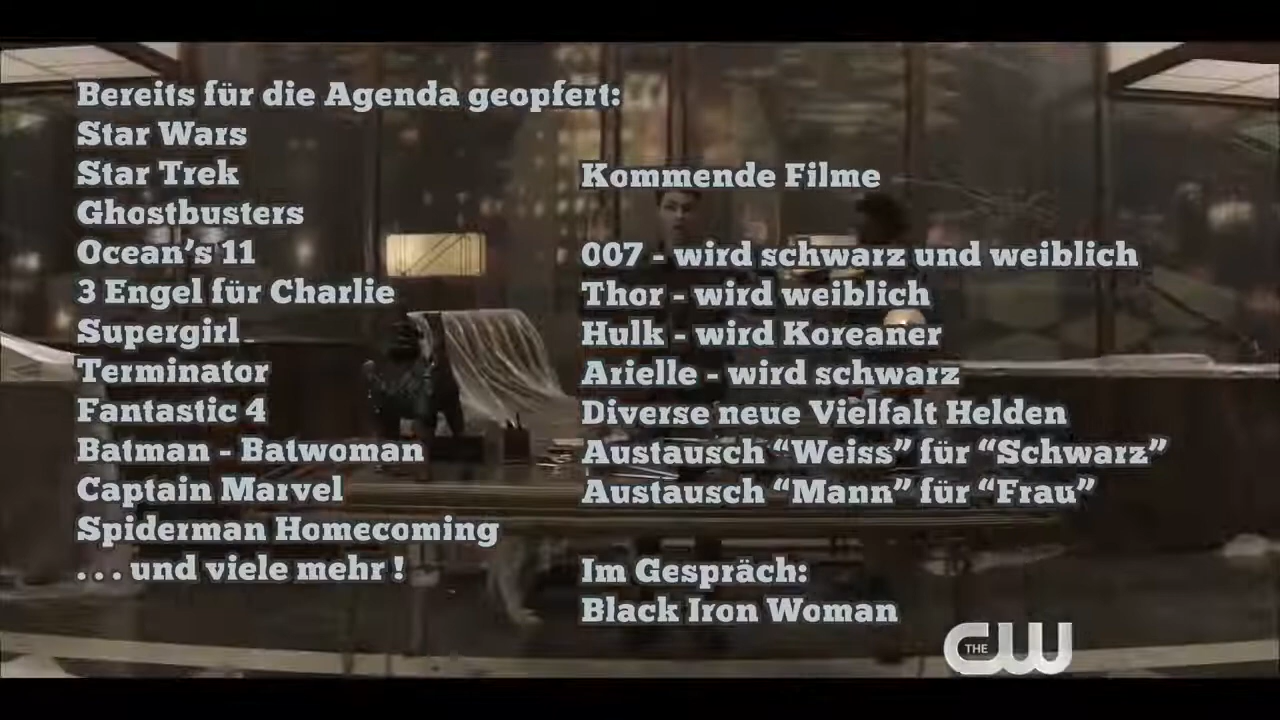 Bereits für die Agenda geopfert:
Star Wars
Star Trek
Ghostbusters
Ocean’s 11
3 Engel für Charlie
Supergirl
Terminator
Fantastic 4
Batman - Batwoman
Captain Marvel
Spiderman Homecoming
. . . und viele mehr !
Kommende Filme
007 - wird schwarz und weiblich
Thor - wird weiblich
Hulk - wird Koreaner
Arielle - wird schwarz
Diverse neue Vielfalt Helden
Austausch “Weiss” für “Schwarz”
Austausch “Mann” für “Frau”
Im Gespräch:
Black Iron Woman
THE CW